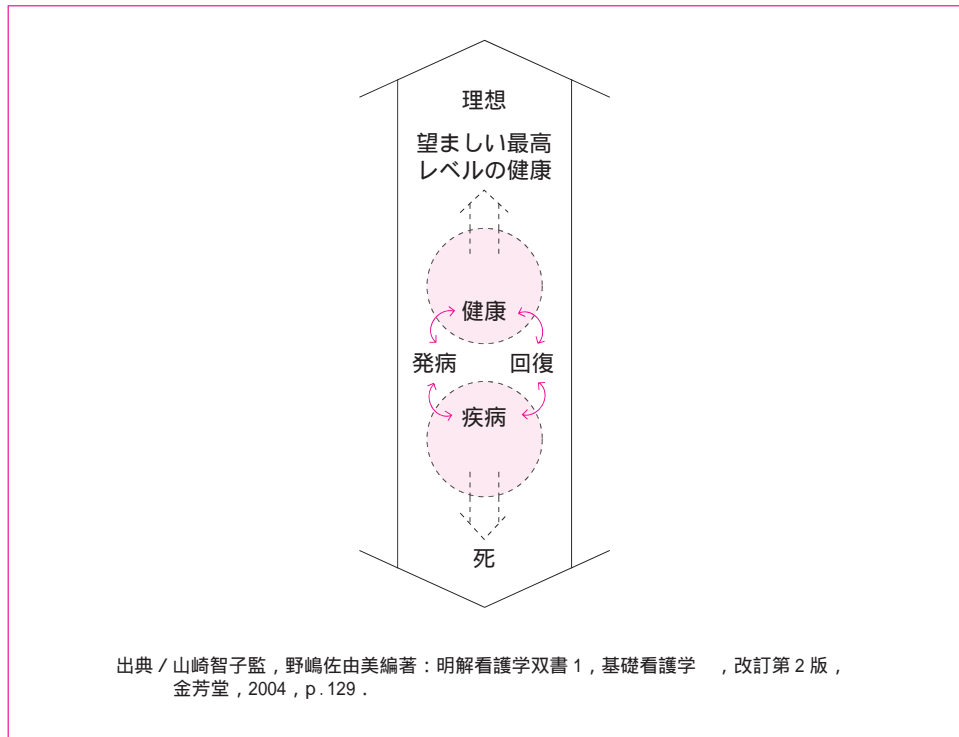 理想
望ましい最高
レベルの健康
健康
発病 回復
疾病
死
出典 / 山崎智子監，野嶋佐由美編著：明解看護学双書 1，基礎看護学　，改訂第 2 版，
金芳堂，2004，p.129．